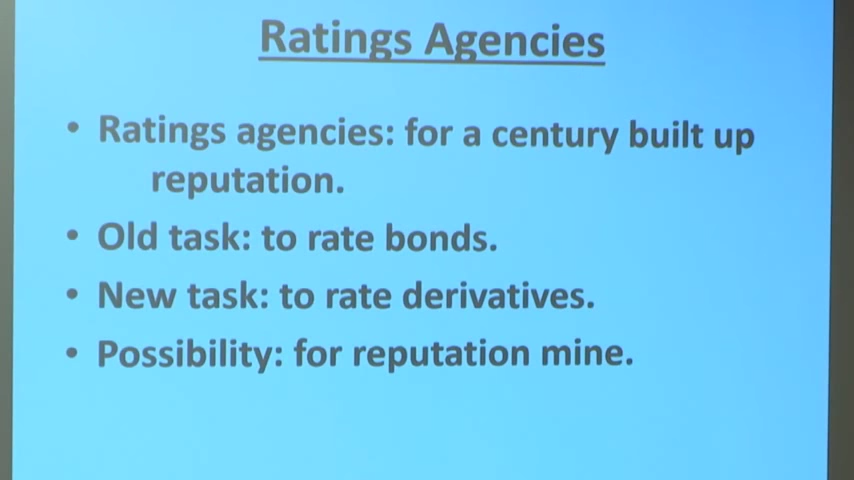 Ratings Agencies
• Ratings agencies: for a century built up
reputation.
• Old task: to rate bonds.
• New task: to rate derivatives.
• Possibility: for reputation mine.